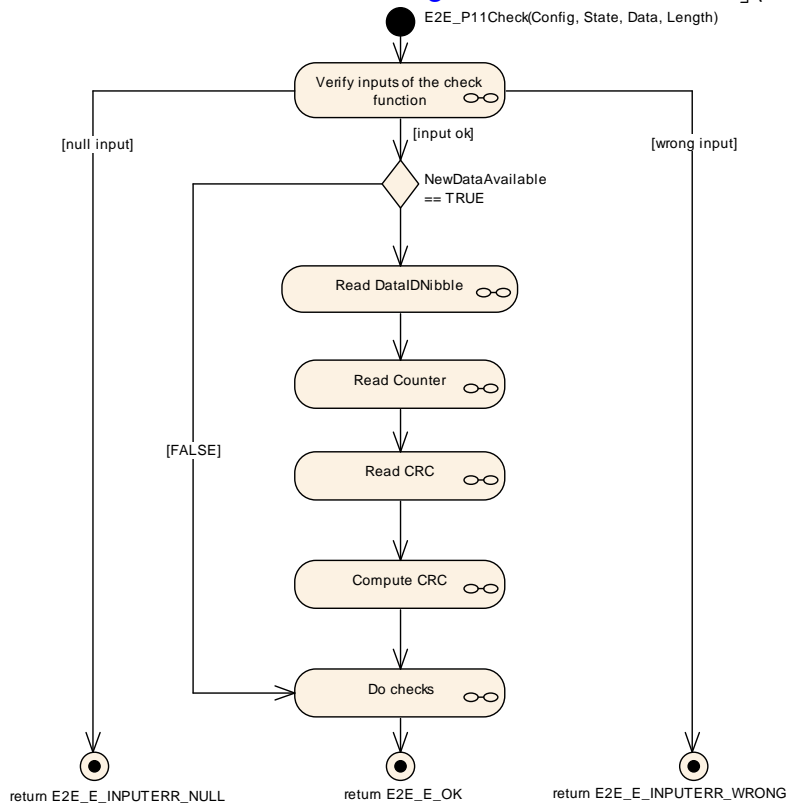 E2E_P11Check(Config, State, Data, Length)
Verify inputs of the check
function
[null input]
[input ok]
[wrong input]
NewDataAvailable
== TRUE
Read DataIDNibble
Read Counter
[FALSE]
Read CRC
Compute CRC
Do checks
return E2E_E_INPUTERR_NULL
return E2E_E_OK
return E2E_E_INPUTERR_WRONG